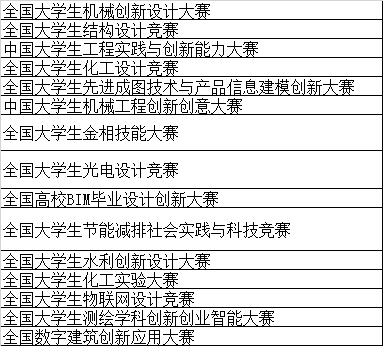 全国大学生机械创新设计大赛
全国大学生结构设计竞赛
中国大学生工程实践与创新能力大赛
全国大学生化工设计竞赛
全国大学生先进成图技术与产品信息建模创新大赛
中国大学生机械工程创新创意大赛
全国大学生金相技能大赛
全国大学生光电设计竞赛
全国高校BIM毕业设计创新大赛
全国大学生节能减排社会实践与科技竞赛
全国大学生水利创新设计大赛
全国大学生化工实验大赛
全国大学生物联网设计竞赛
全国大学生测绘学科创新创业智能大赛
全国数字建筑创新应用大赛